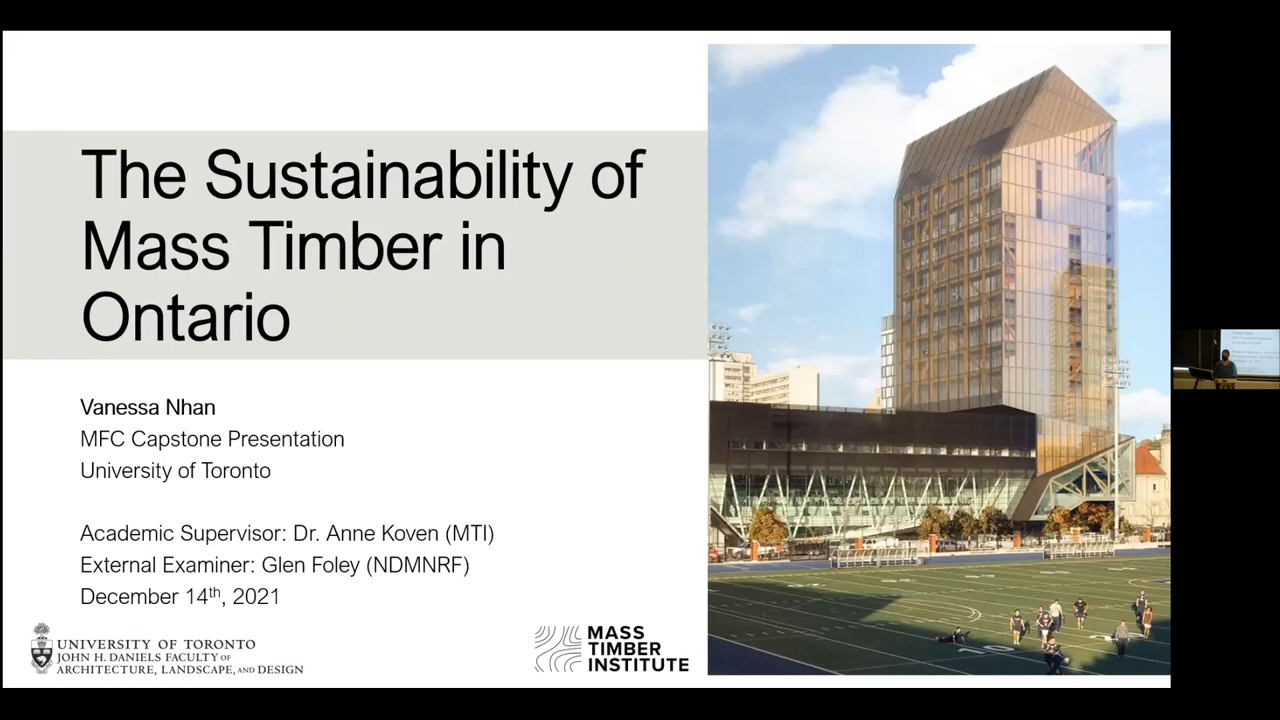 The Sustainability of
Mass Timber in
Ontario
Vanessa Nhan
MFC Capstone Presentation
University of Toronto
Academic Supervisor: Dr. Anne Koven (MTI)
External Examiner: Glen Foley (NDMNRF)
December 14th, 2021
UNIVERSITY OF TORONTO
JOHN H. DANIELS FACULTY OF
ARCHITECTURE, LANDSCAPE, AND DESIGN
MASS
TIMBER
INSTITUTE